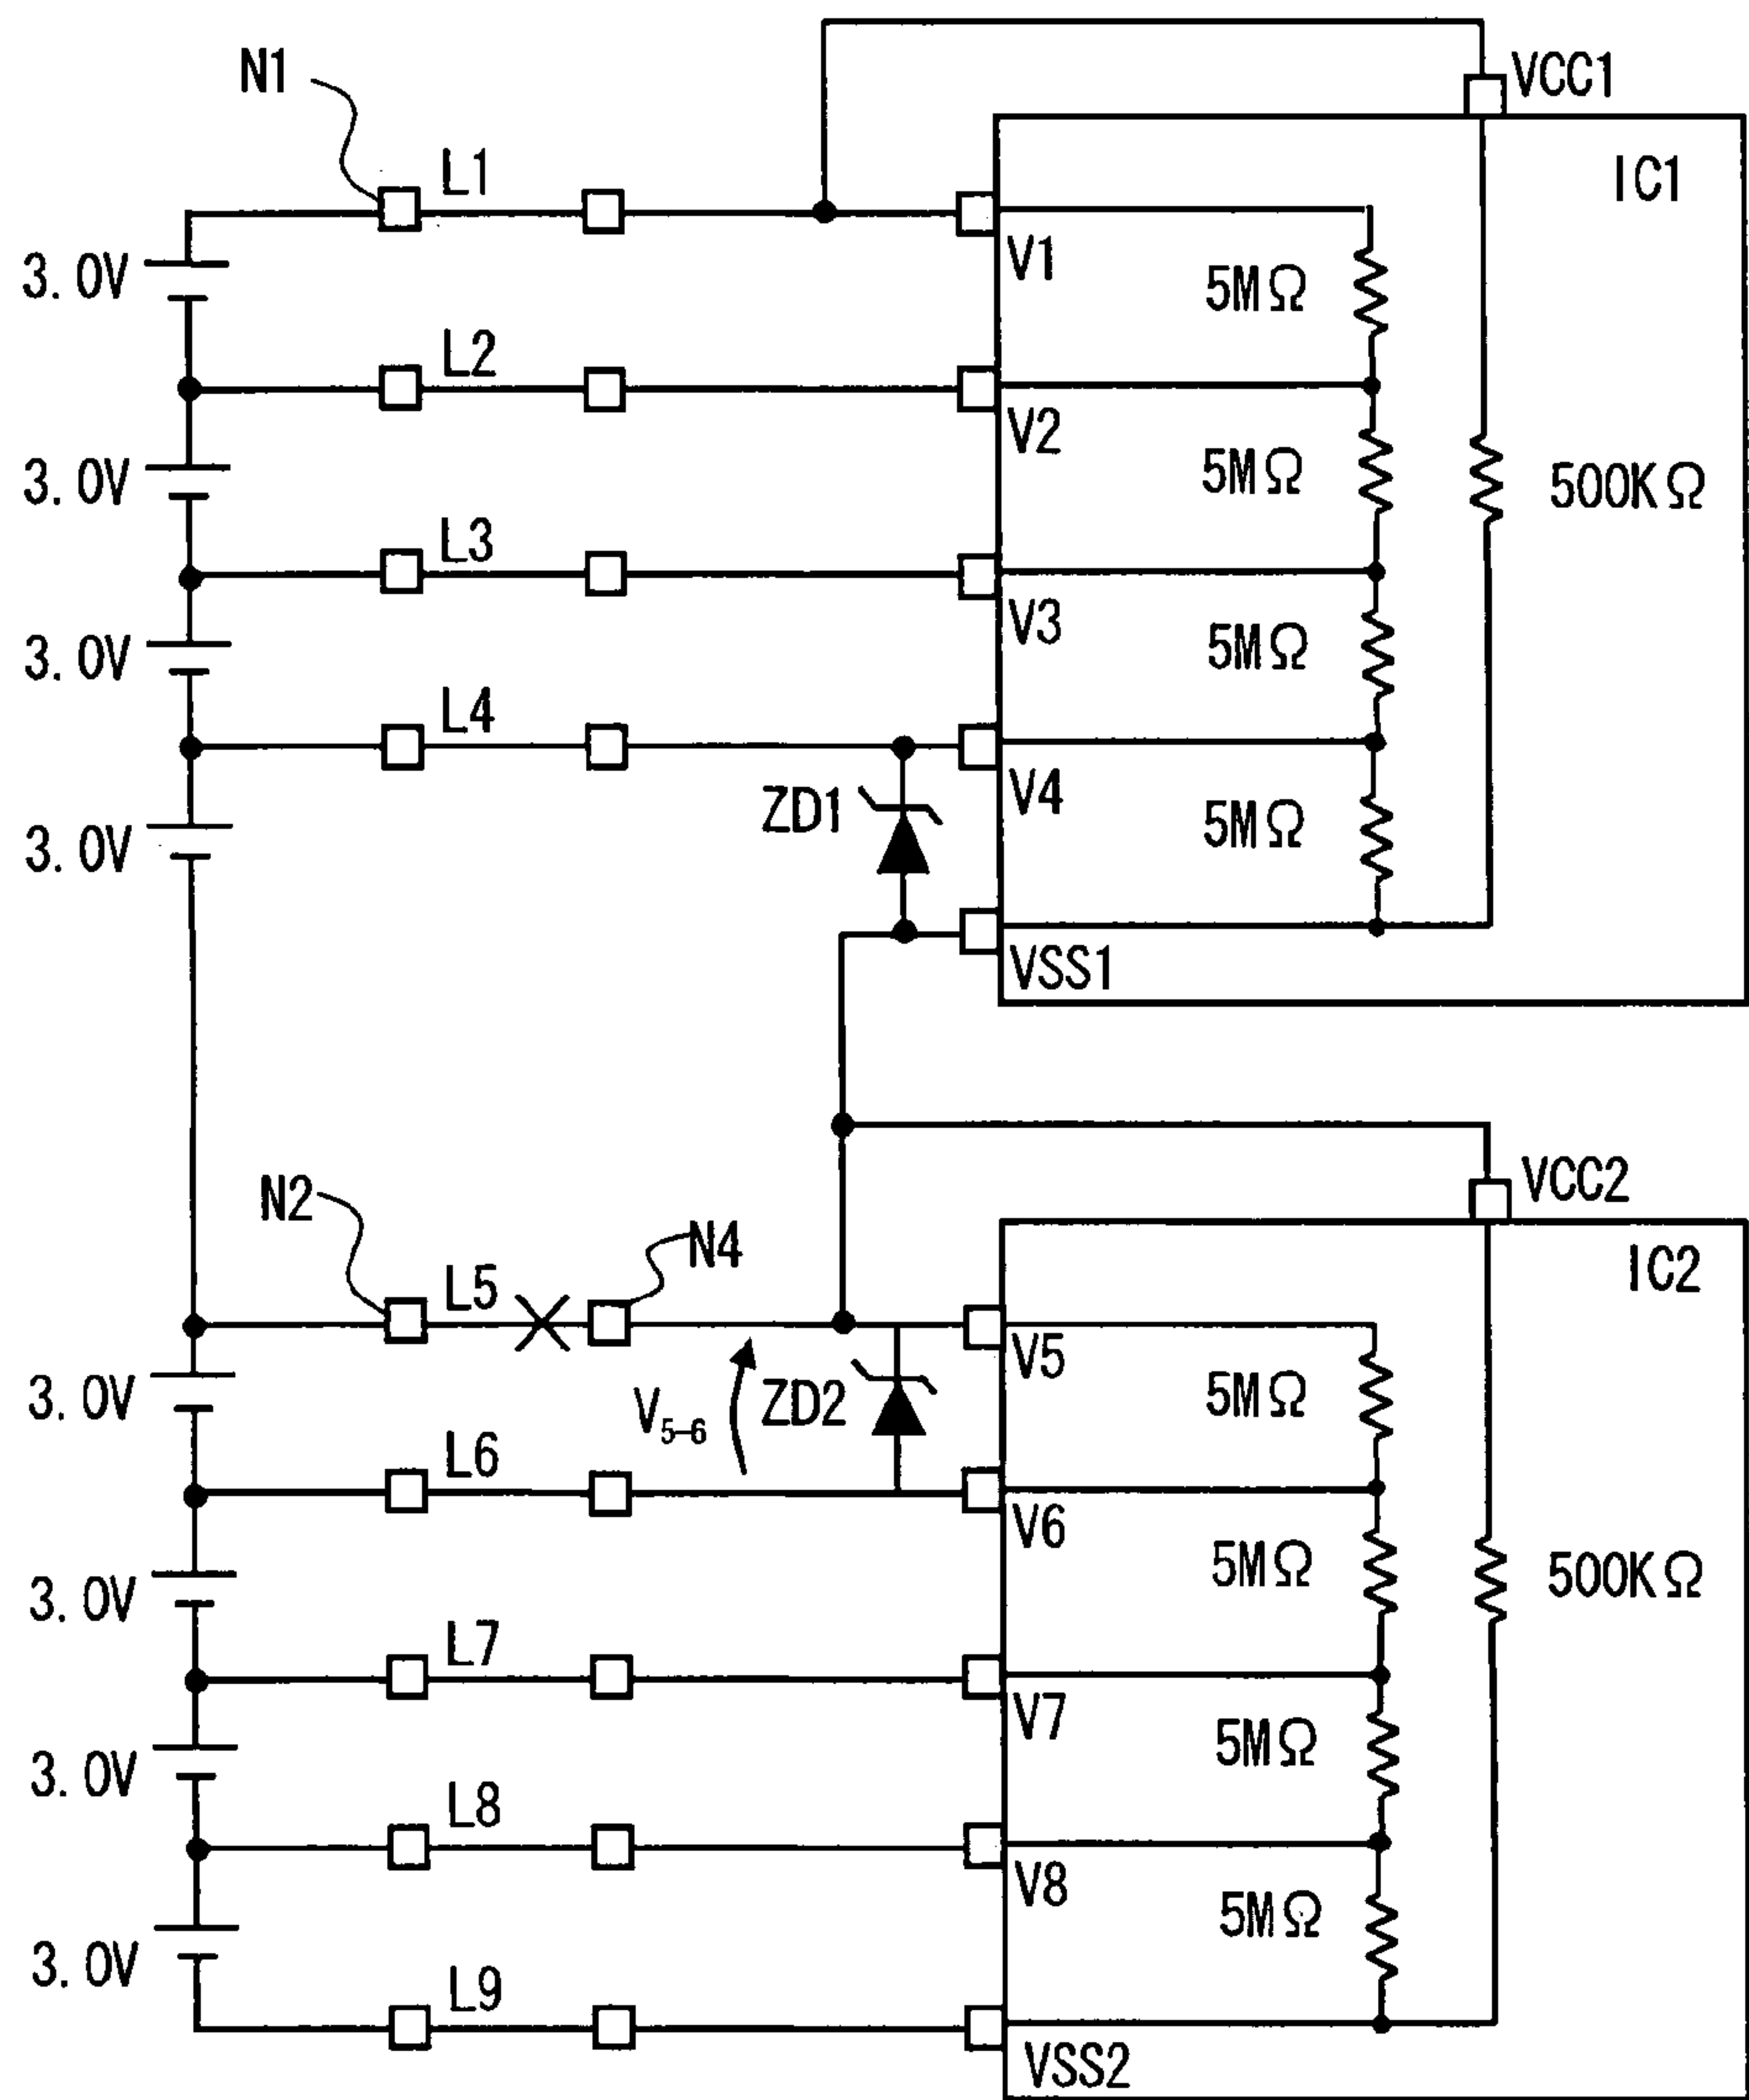 N1
VCC1
L1
IC1
3.0V
V1
5MΩ
L2
V2
3.0V
5MΩ
500KΩ
L3
V3
3.0V
5MΩ
L4
V4
ZD1
3.0V
5MΩ
VSS1
VCC2
N2
N4
L5
IC2
V5
3.0V
V5-6
ZD2
5MΩ
L6
V6
3.0V
5MΩ
500KΩ
L7
V7
3.0V
5MΩ
L8
V8
3.0V
5MΩ
L9
VSS2